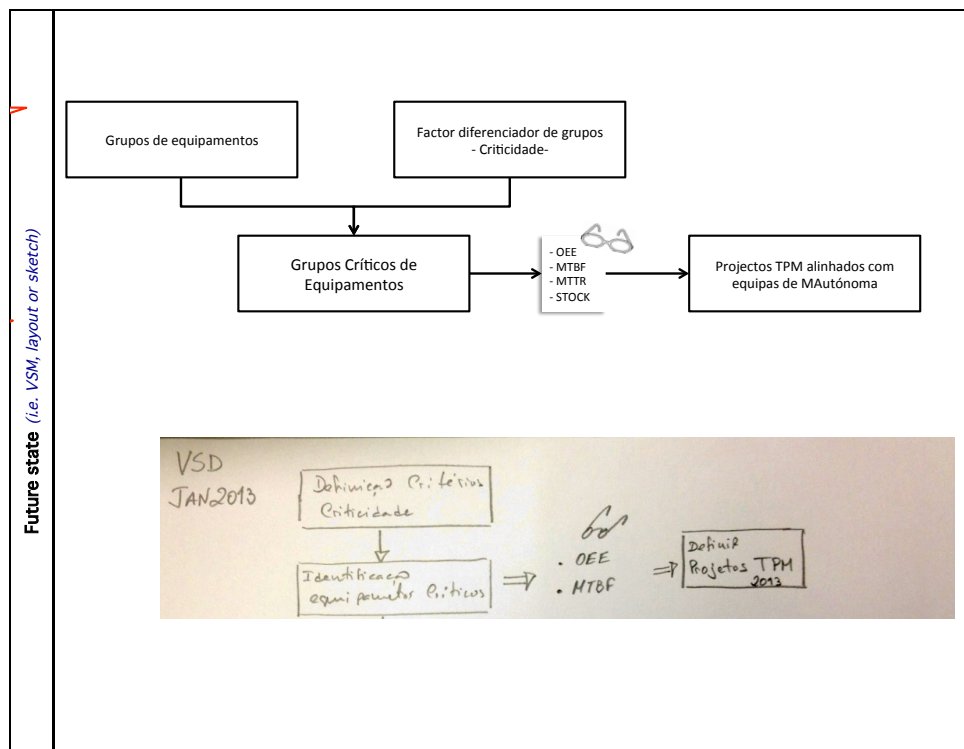 Future state (i.e. VSM, layout or sketch)
Grupos de equipamentos
Factor diferenciador de grupos
- Criticidade-
Grupos Críticos de
Equipamentos
- OEE
- MTBF
- MTTR
- STOCK
Projectos TPM alinhados com
equipas de MAutónoma
VSD
JAN2013
Definição Critérios
Criticidade
Identificação
equipamentos Críticos
. OEE
. MTBF
Definir
Projetos TPM
2013